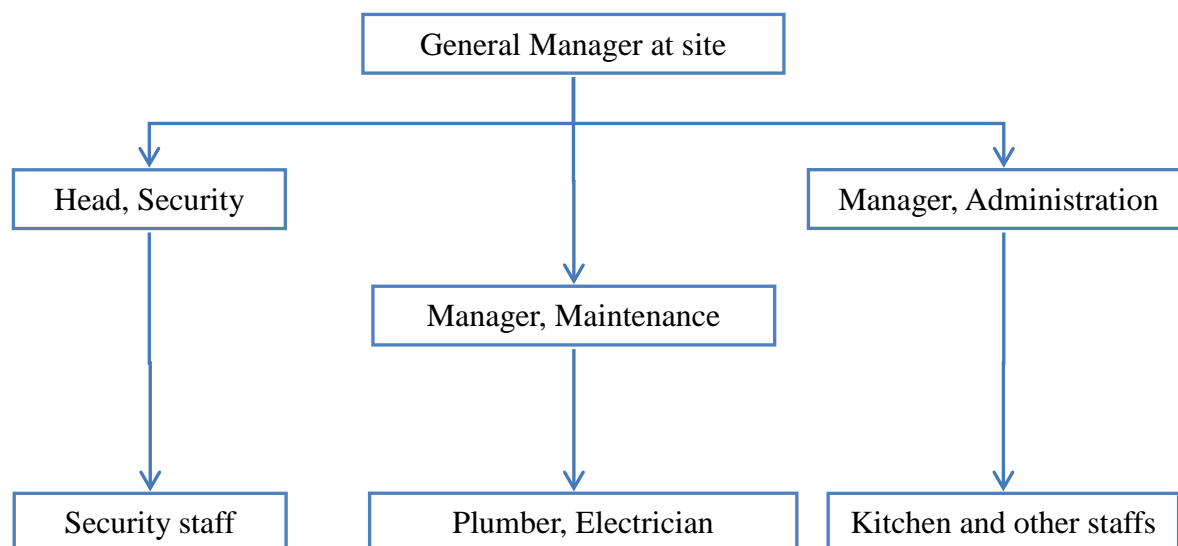 General Manager at site
Head, Security
Manager, Administration
Manager, Maintenance
Security staff
Plumber, Electrician
Kitchen and other staffs